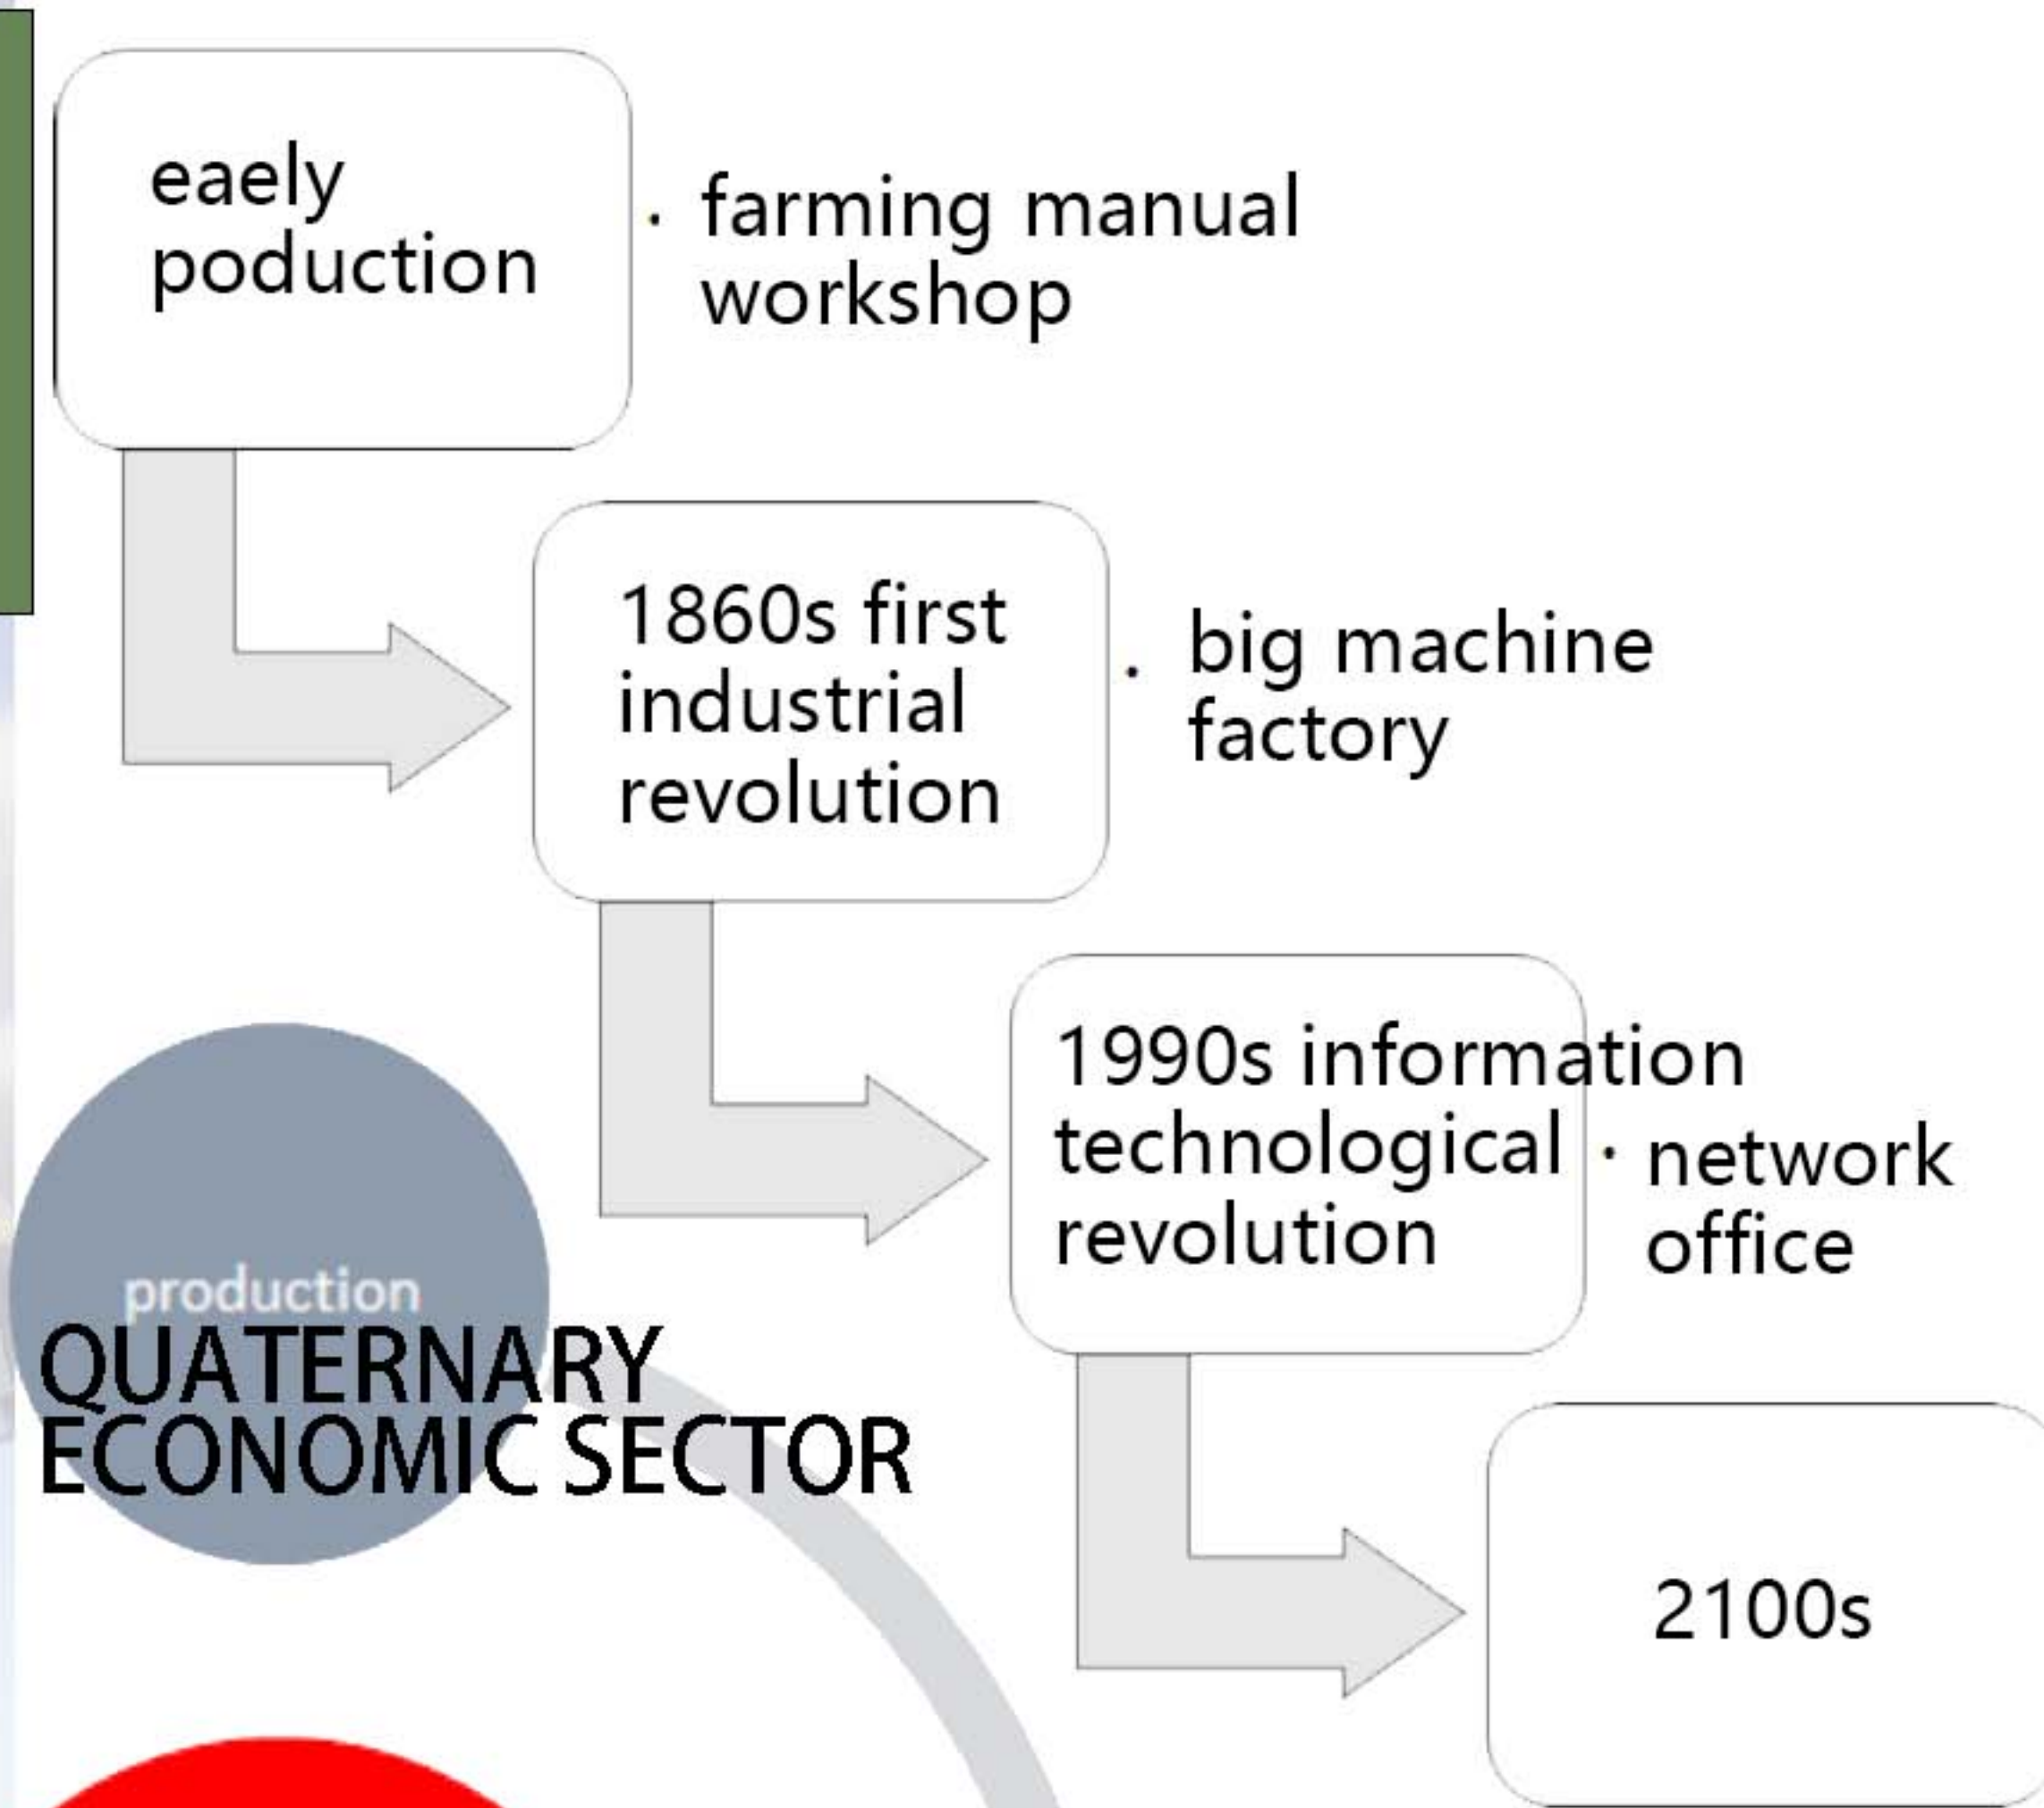 eaely
poduction
· farming manual
workshop
1860s first
industrial
revolution
· big machine
factory
1990s information
technological
revolution
· network
office
production
QUATERNARY
ECONOMIC SECTOR
2100s